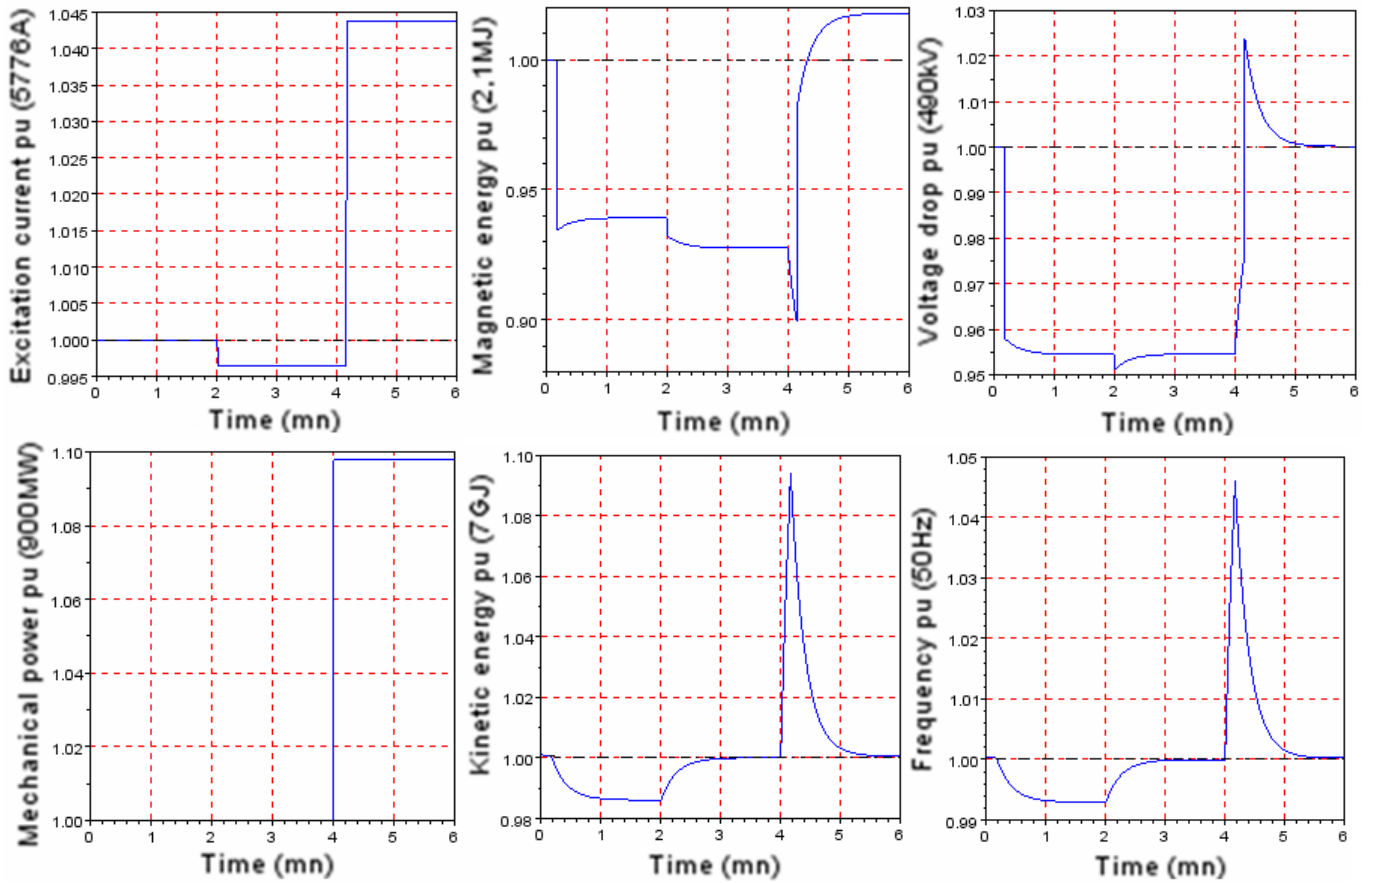 Excitation current pu (5776A)
1.045
1.040
1.035
1.030
1.025
1.020
1.015
1.010
1.005
1.000
0.995
0 1 2 3 4 5 6
Time (mn)
Magnetic energy pu (2,1MJ)
1.00
0.95
0.90
0 1 2 3 4 5 6
Time (mn)
Voltage drop pu (490kV)
1.03
1.02
1.01
1.00
0.99
0.98
0.97
0.96
0.95
0 1 2 3 4 5 6
Time (mn)
Mechanical power pu (900MW)
1.10
1.08
1.06
1.04
1.02
1.00
0 1 2 3 4 5 6
Time (mn)
Kinetic energy pu (7GJ)
1.10
1.08
1.06
1.04
1.02
1.00
0.98
0 1 2 3 4 5 6
Time (mn)
Frequency pu (50Hz)
1.05
1.04
1.03
1.02
1.01
1.00
0.99
0 1 2 3 4 5 6
Time (mn)